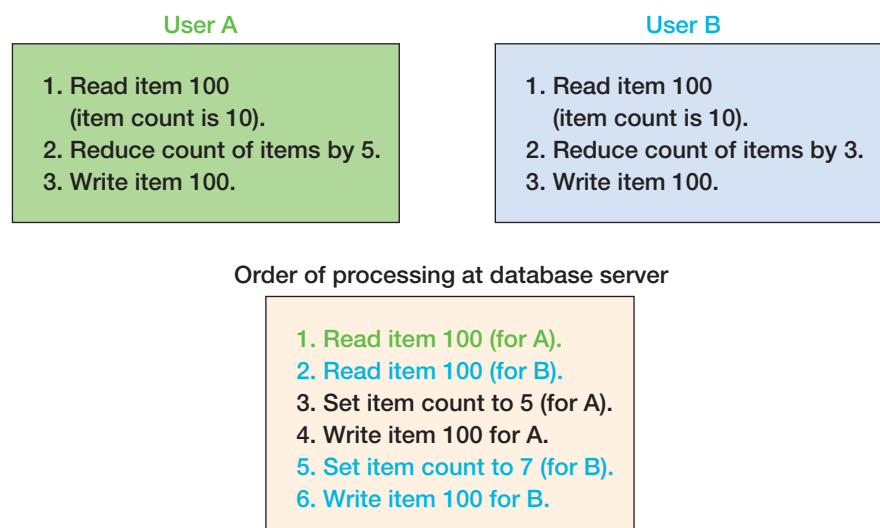 User A
1. Read item 100
(item count is 10).
2. Reduce count of items by 5.
3. Write item 100.
User B
1. Read item 100
(item count is 10).
2. Reduce count of items by 3.
3. Write item 100.
Order of processing at database server
1. Read item 100 (for A).
2. Read item 100 (for B).
3. Set item count to 5 (for A).
4. Write item 100 for A.
5. Set item count to 7 (for B).
6. Write item 100 for B.